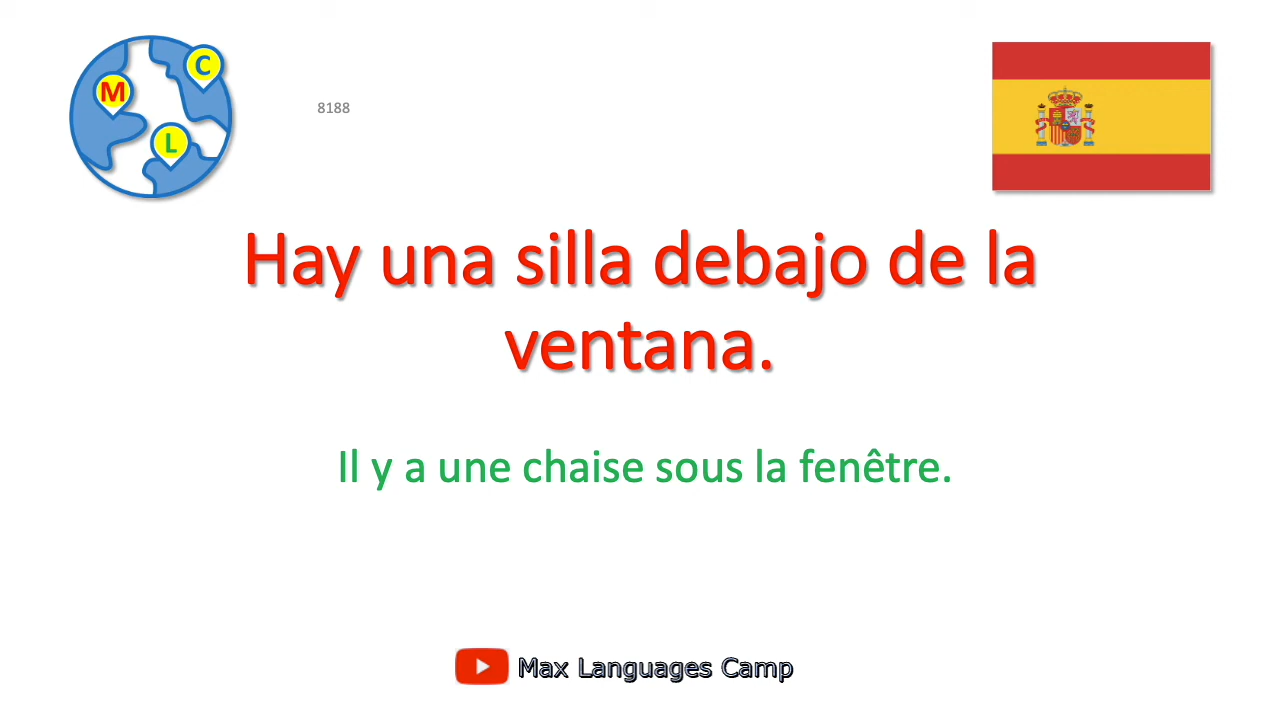 C
M
L
8188
Hay una silla debajo de la
ventana.
Il y a une chaise sous la fenêtre.
Max Languages Camp